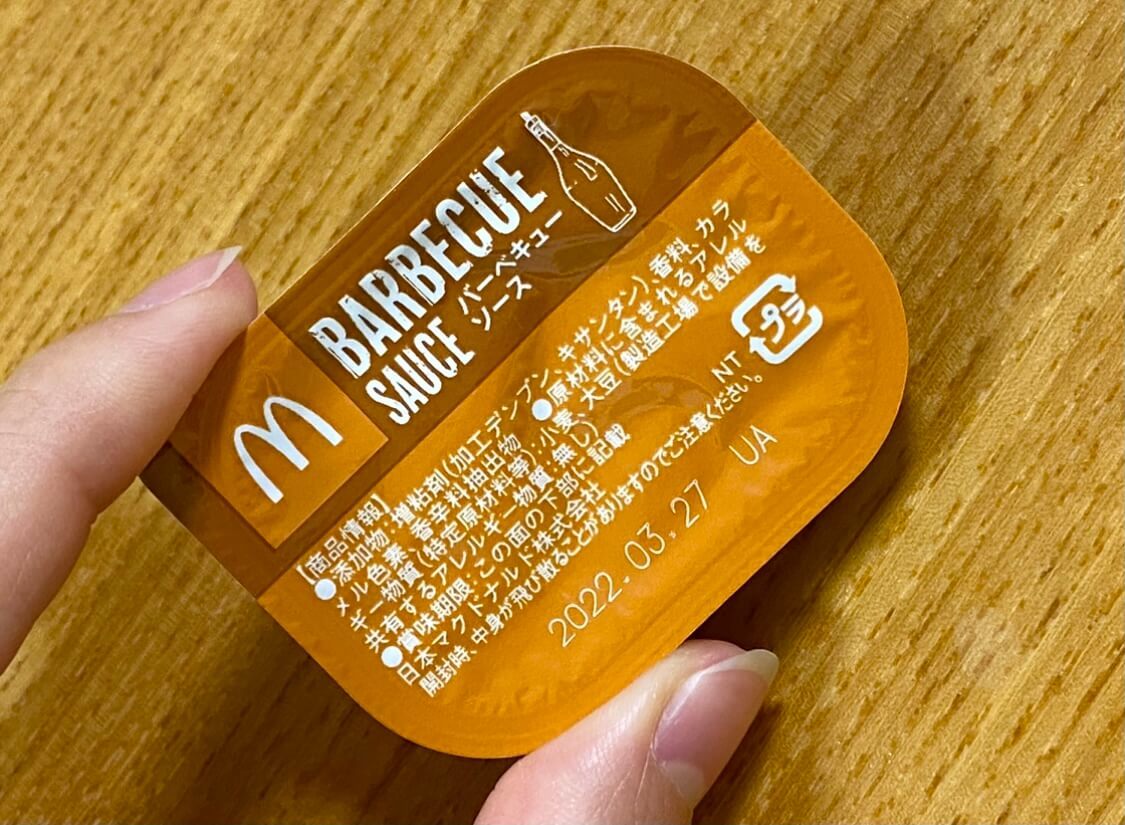 BARBECUE
SAUCE
バーベキュー
ソース
[商品情報]
●添加物:増粘剤(加工デンプン、キサンタン)、香料、カラ
メル色素、香辛料抽出物 ●原材料に含まれるアレル
ギー物質(特定原材料等):小麦、大豆(製造工場で設備を
共有するアレルギー物質:無し)
●賞味期限:この面の下部に記載
日本マクドナルド株式会社 NT
開封時、中身が飛び散ることがありますのでご注意ください。
プラ
2022.03.27 UA